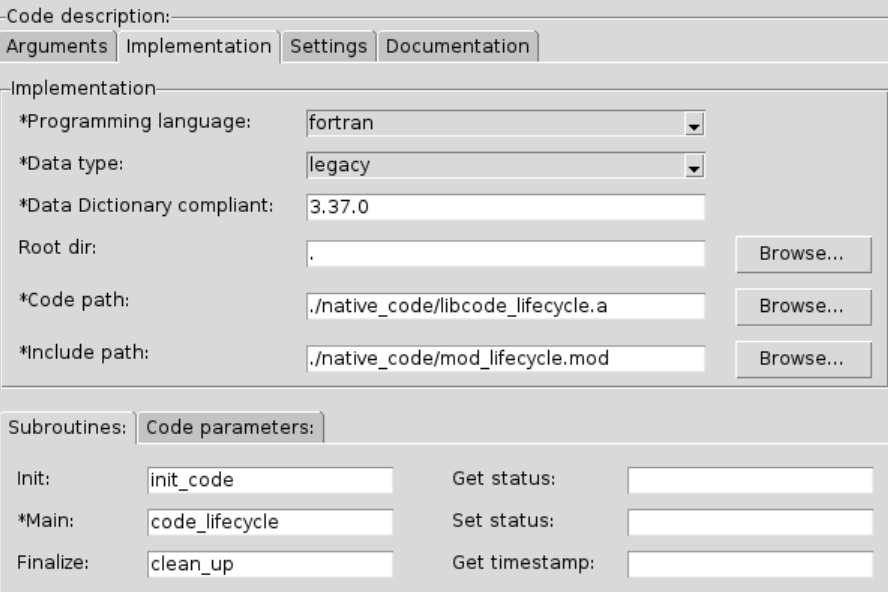 Code description:
Arguments Implementation Settings Documentation
Implementation
*Programming language: fortran
*Data type: legacy
*Data Dictionary compliant: 3.37.0
Root dir: . Browse...
*Code path: ./native_code/libcode_lifecycle.a Browse...
*Include path: ./native_code/mod_lifecycle.mod Browse...
Subroutines: Code parameters:
Init: init_code Get status:
*Main: code_lifecycle Set status:
Finalize: clean_up Get timestamp: